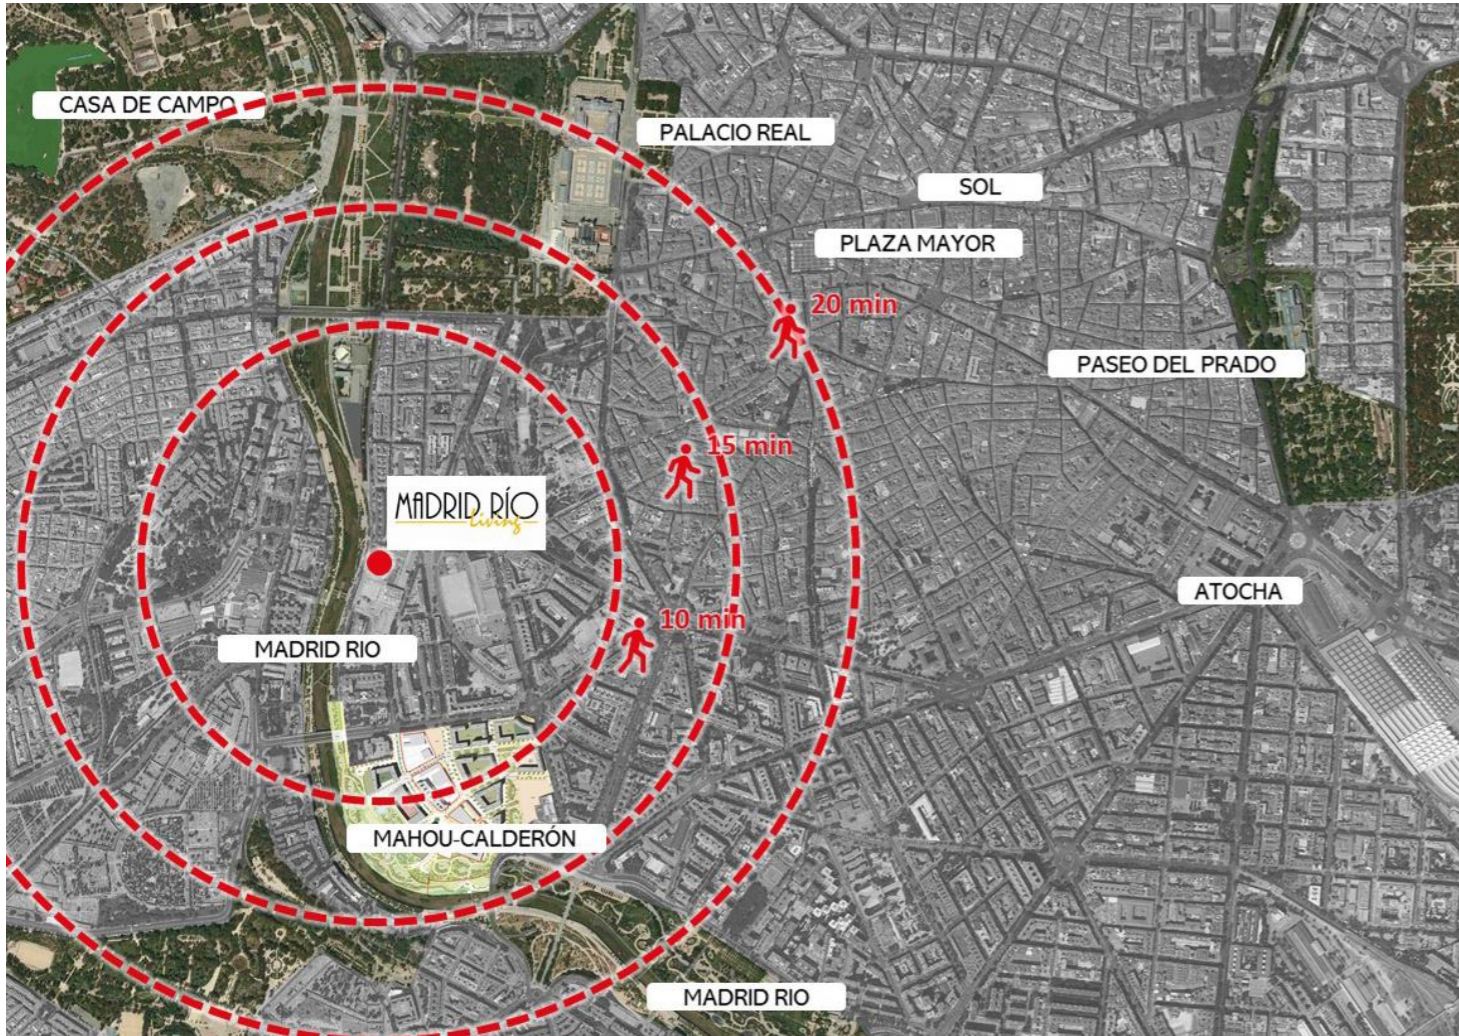 CASA DE CAMPO
PALACIO REAL
SOL
PLAZA MAYOR
20 min
PASEO DEL PRADO
15 min
MADRID RÍO
living
ATOCHA
10 min
MADRID RIO
MAHOU-CALDERÓN
MADRID RIO